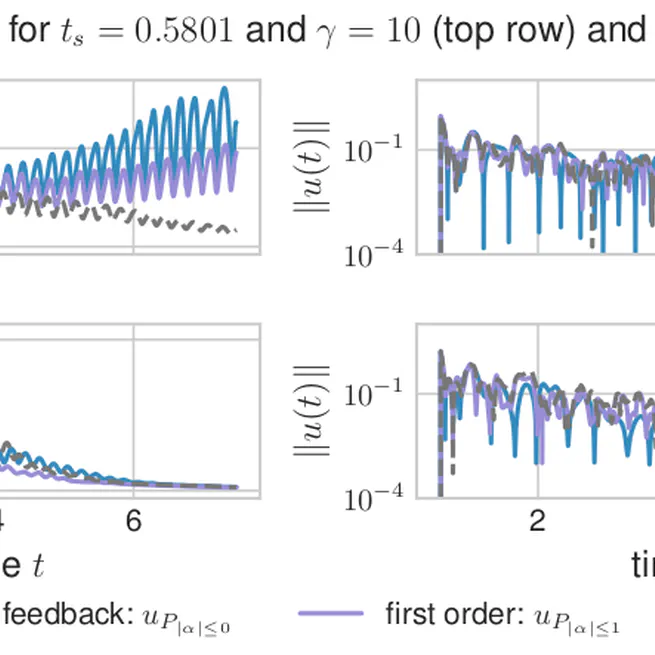 for t_s = 0.5801 and γ = 10 (top row) and
‖u(t)‖
10^−1
10^−4
‖u(t)‖
10^−1
10^−4
4 6 2
e t
feedback: u_{P_{|α|≤0}} first order: u_{P_{|α|≤1}}